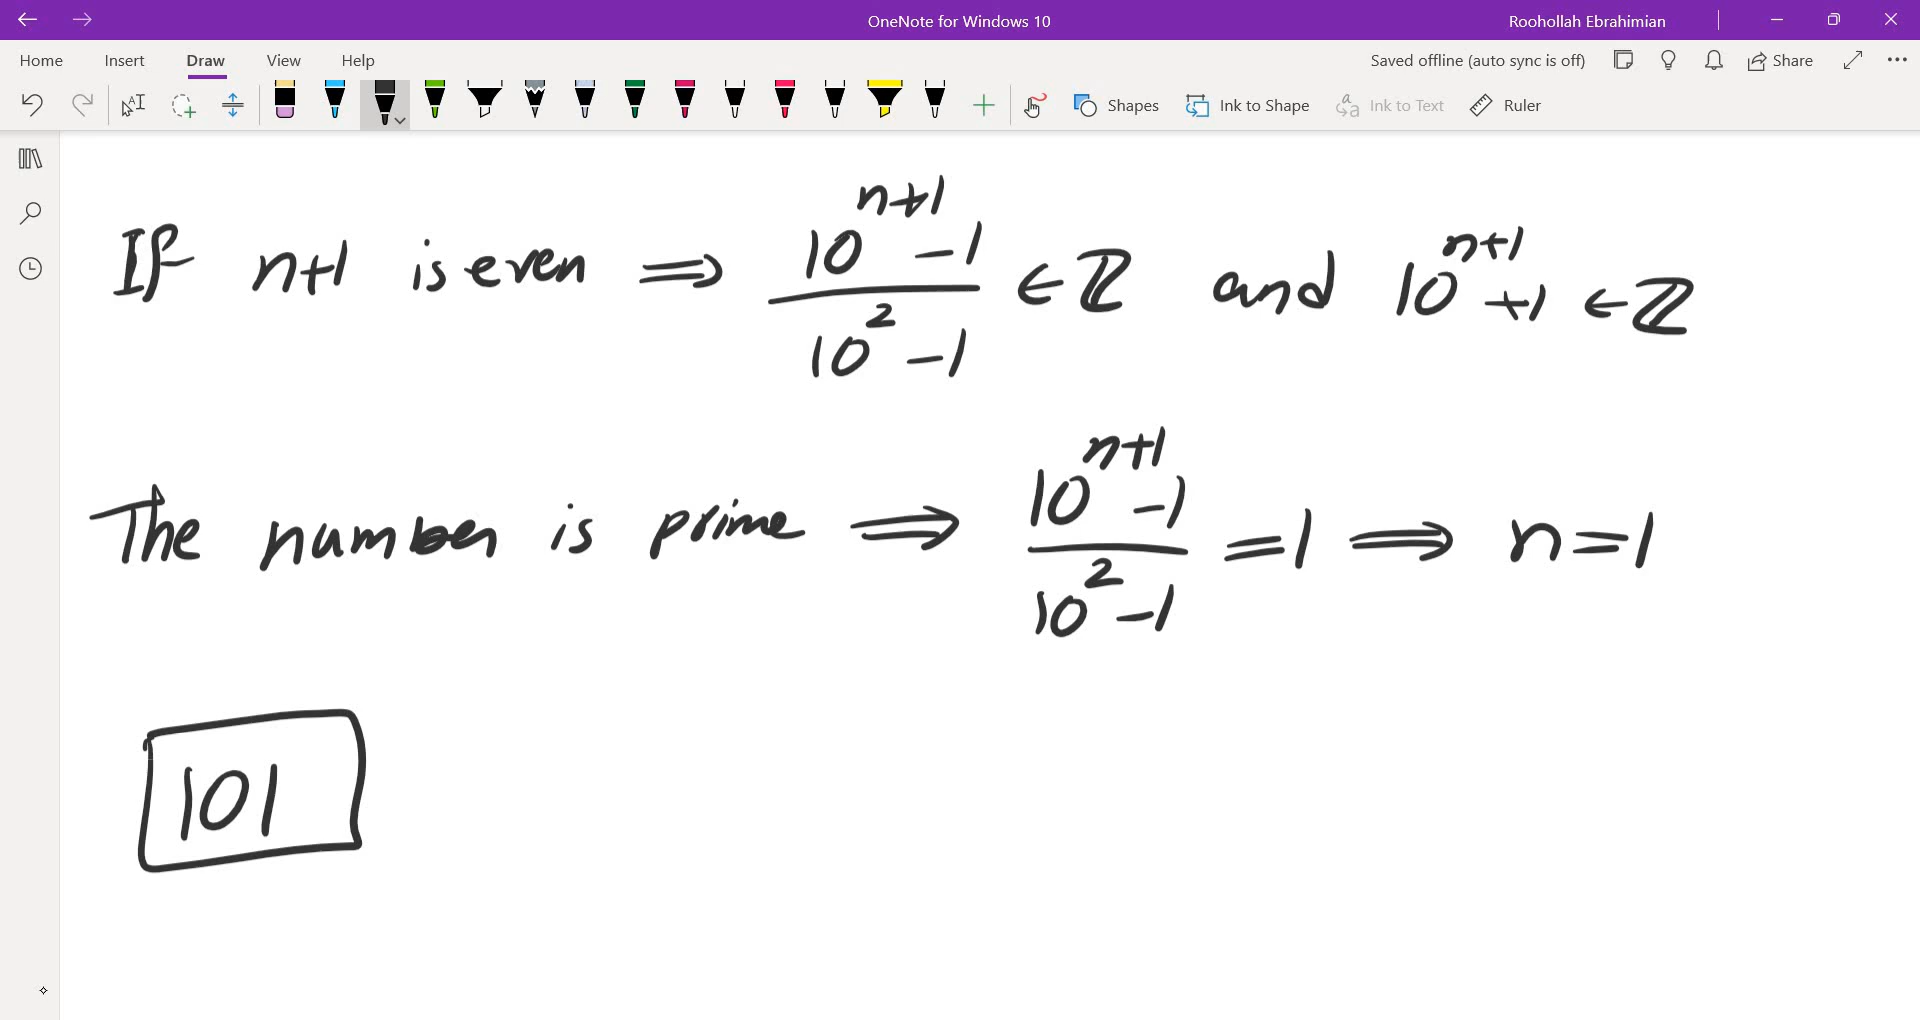 OneNote for Windows 10
Roohollah Ebrahimian
Home Insert Draw View Help
Saved offline (auto sync is off) Share
Shapes Ink to Shape Ink to Text Ruler
If n+1 is even ⟹ (10^(n+1) − 1)/(10^2 − 1) ∈ ℤ and 10^(n+1) + 1 ∈ ℤ
The number is prime ⟹ (10^(n+1) − 1)/(10^2 − 1) = 1 ⟹ n = 1
101